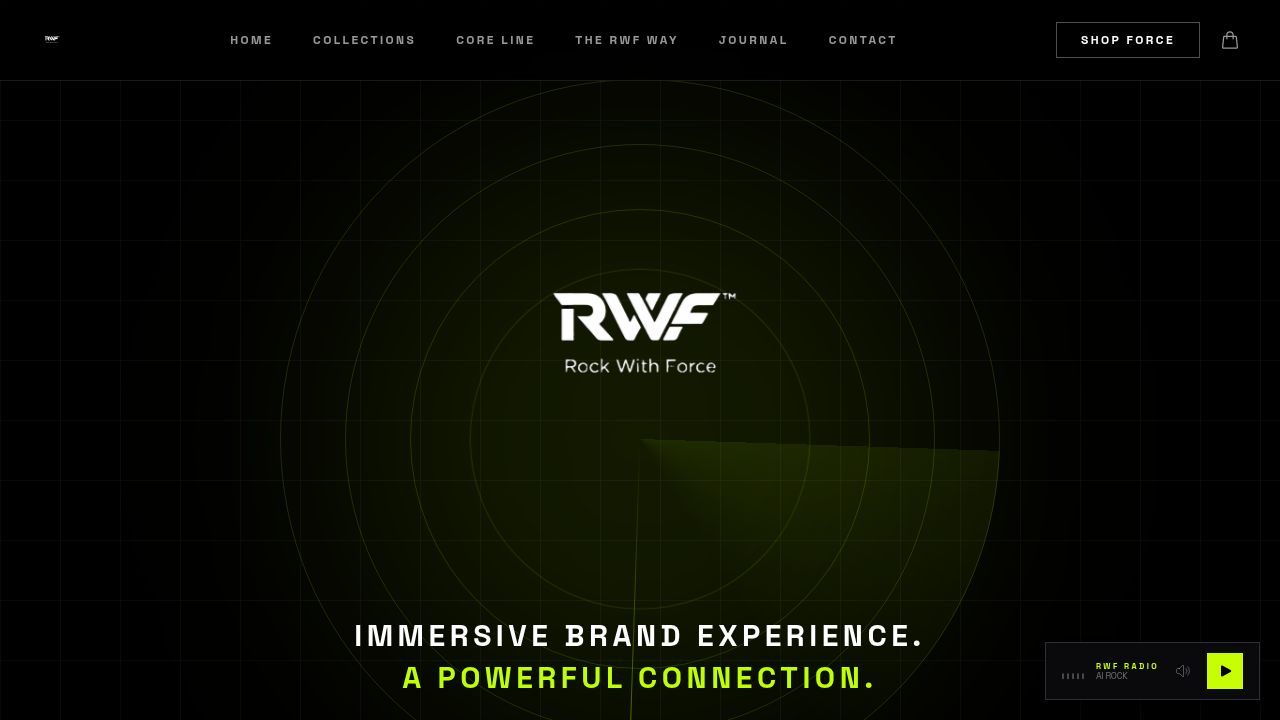 RWF
HOME
COLLECTIONS
CORE LINE
THE RWF WAY
JOURNAL
CONTACT
SHOP FORCE
RWF™
Rock With Force
IMMERSIVE BRAND EXPERIENCE.
A POWERFUL CONNECTION.
RWF RADIO
AI ROCK